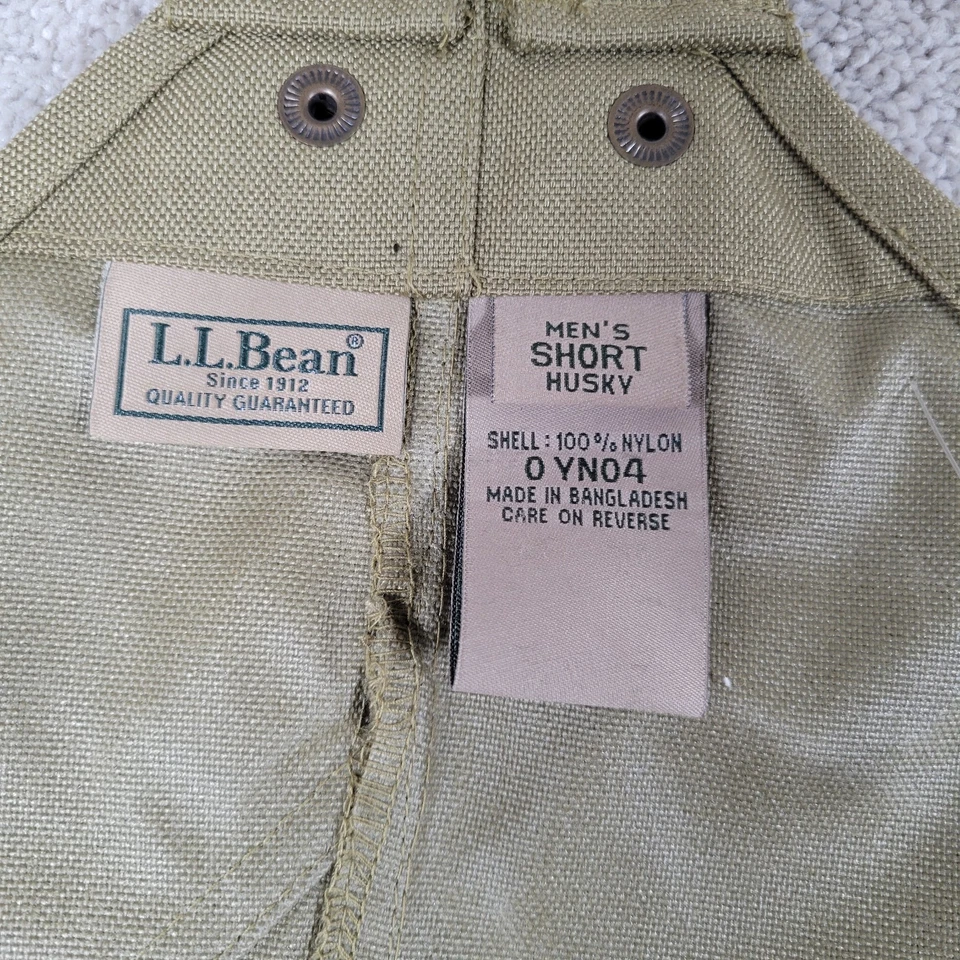 L.L.Bean®
Since 1912
QUALITY GUARANTEED
MEN'S
SHORT
HUSKY
SHELL: 100% NYLON
0 YN04
MADE IN BANGLADESH
CARE ON REVERSE